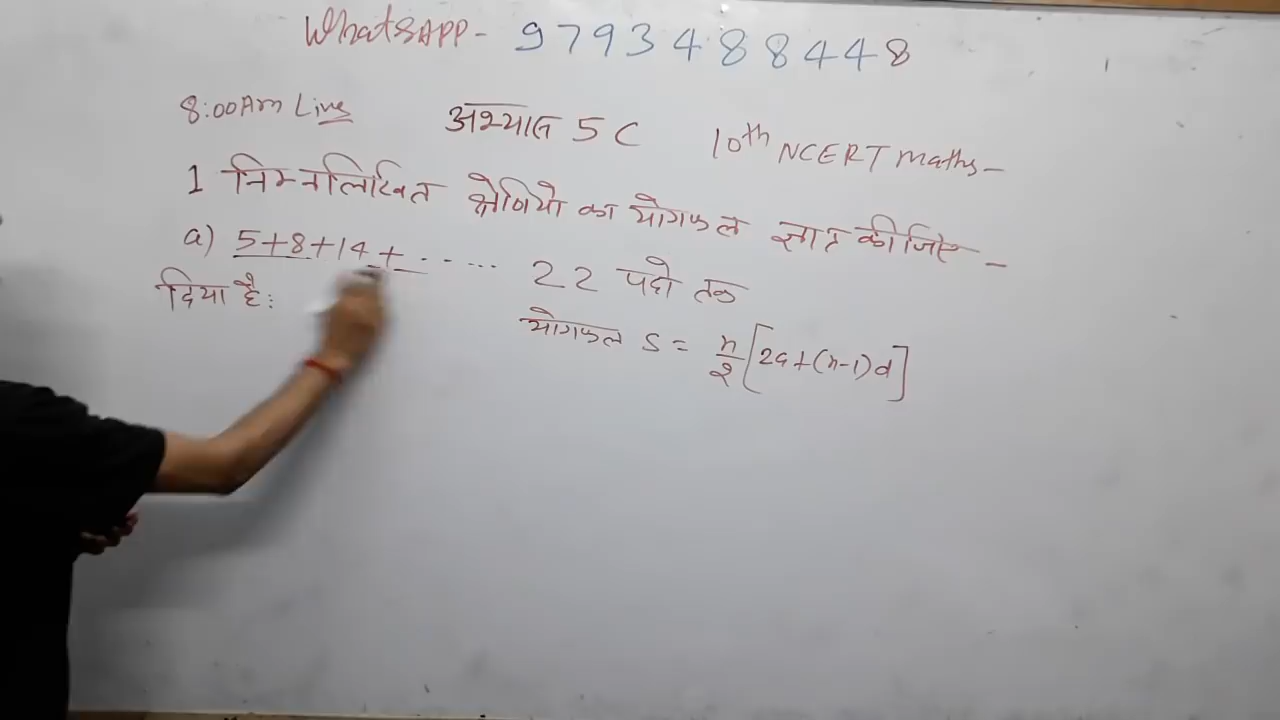 WhatsAPP- 9793488448
8:00Am Live अभ्यास 5 C 10th NCERT maths-
1 निम्नलिखित श्रेणियो का योगफल ज्ञात कीजिए -
a) 5+8+14+ ....... 22 पदो तक
दिया है:
योगफल S = n/2 [2a+(n-1)d]